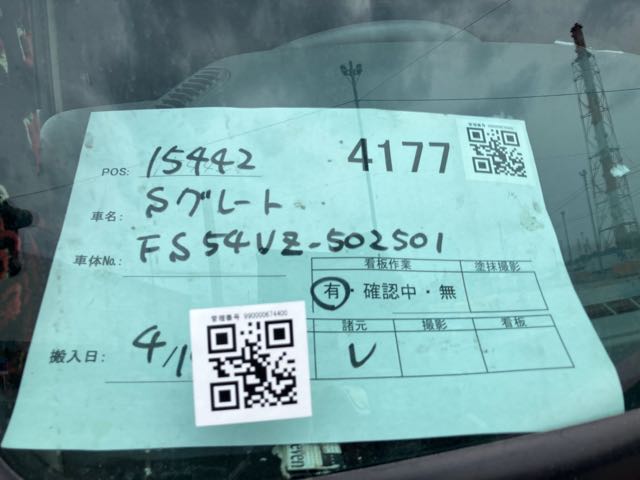 POS: 15442 4177
車名: Sグレート
車体No.: FS54VZ-502501
看板作業 塗抹撮影
有・確認中・無
管理番号 990000674400
諸元 撮影 看板
搬入日: 4/1
レ